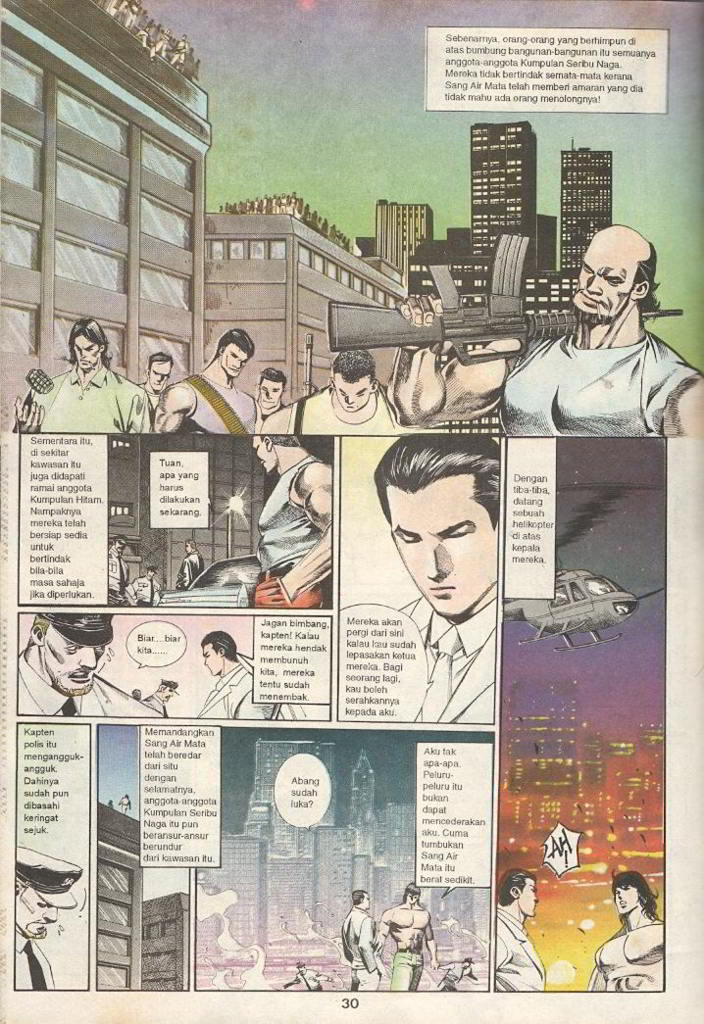 Sebenarnya, orang-orang yang berhimpun di
atas bumbung bangunan-bangunan itu semuanya
anggota-anggota Kumpulan Seribu Naga.
Mereka tidak bertindak semata-mata kerana
Sang Air Mata telah memberi amaran yang dia
tidak mahu ada orang menolongnya!
Sementara itu,
di sekitar
kawasan itu
juga didapati
ramai anggota
Kumpulan Hitam.
Nampaknya
mereka telah
bersiap sedia
untuk
bertindak
bila-bila
masa sahaja
jika diperlukan.
Tuan,
apa yang
harus
dilakukan
sekarang.
Mereka akan
pergi dari sini
kalau kau sudah
lepasakan ketua
mereka. Bagi
seorang lagi,
kau boleh
serahkannya
kepada aku.
Dengan
tiba-tiba,
datang
sebuah
helikopter
di atas
kepala
mereka.
Biar....biar
kita......
Jagan bimbang,
kapten! Kalau
mereka hendak
membunuh
kita, mereka
tentu sudah
menembak.
Kapten
polis itu
mengangguk-
angguk.
Dahinya
sudah pun
dibasahi
keringat
sejuk.
Memandangkan
Sang Air Mata
telah beredar
dari situ
dengan
selamatnya,
anggota-anggota
Kumpulan Seribu
Naga itu pun
beransur-ansur
berundur
dari kawasan itu.
Abang
sudah
luka?
Aku tak
apa-apa.
Peluru-
peluru itu
bukan
dapat
mencederakan
aku. Cuma
tumbukan
Sang Air
Mata itu
berat sedikit.
AH!
30